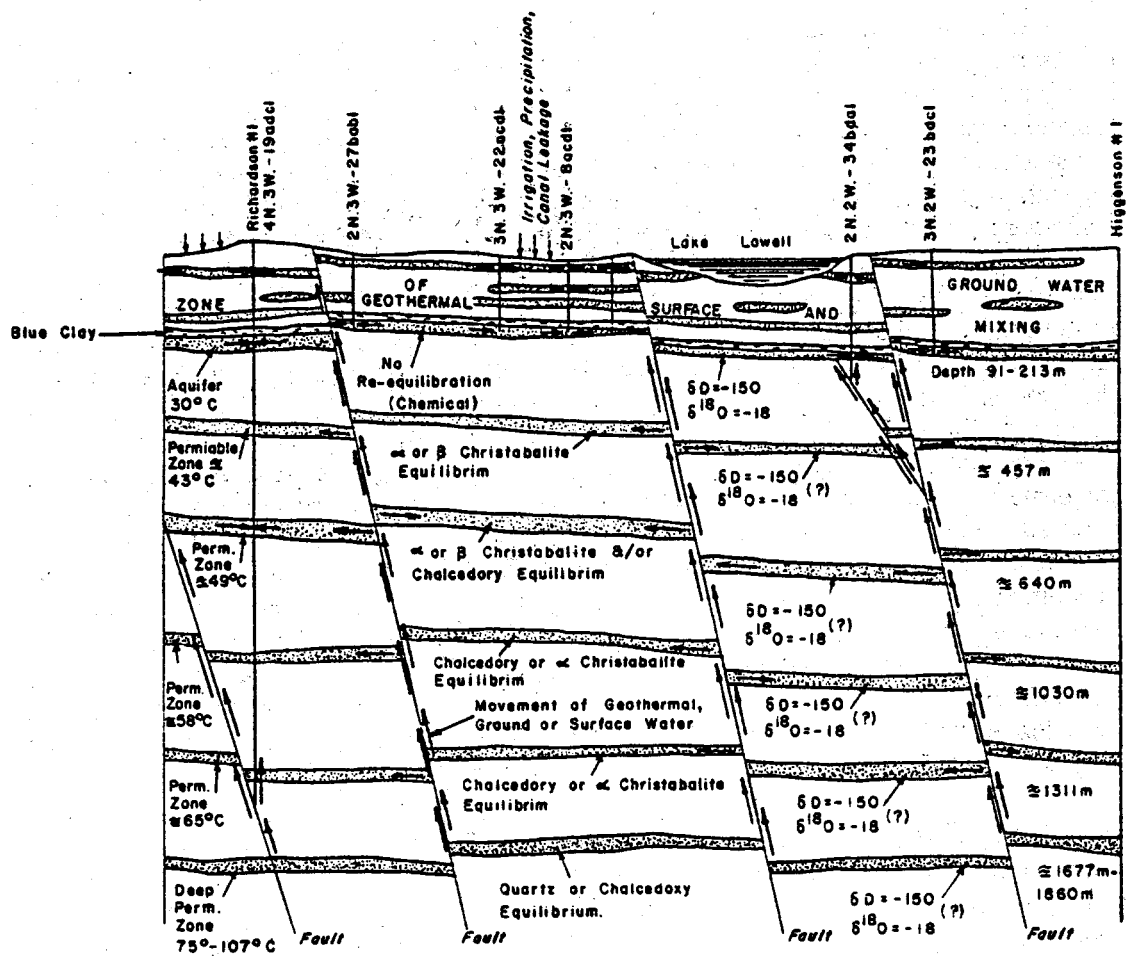 Richardson #1
4N. 3W.-19adcl
2N. 3W.-27babl
3N. 3W.-22acdl
Irrigation, Precipitation,
Canal Leakage
2N. 3W.-8acdl
2N. 2W.-34bpal
3N. 2W.-23 bdcl
Higgenson # 1
Lake Lowell
ZONE
OF
GEOTHERMAL
SURFACE
AND
GROUND WATER
MIXING
Blue Clay
Aquifer
30°C
No
Re-equilibration
(Chemical)
δD=-150
δ18O=-18
Depth 91-213m
Permiable
Zone ≈
43°C
α or β Christabalite
Equilibrim
δD=-150
δ18O=-18 (?)
≈ 457m
Perm.
Zone
≈49°C
α or β Christabalite &/or
Chalcedory Equilibrim
δD=-150
δ18O=-18 (?)
≈ 640m
Perm.
Zone
≈58°C
Chalcedory or α Christabailte
Equilibrim
Movement of Geothermal,
Ground or Surface Water
δD=-150
δ18O=-18 (?)
≈1030m
Perm.
Zone
≈65°C
Chalcedory or α Christabalite
Equilibrim
δD=-150
δ18O=-18 (?)
≈1311m
Deep
Perm.
Zone
75°-107°C
Quartz or Chalcedoxy
Equilibrium.
δD=-150
δ18O=-18 (?)
≈1677m-
1860m
Fault
Fault
Fault
Fault